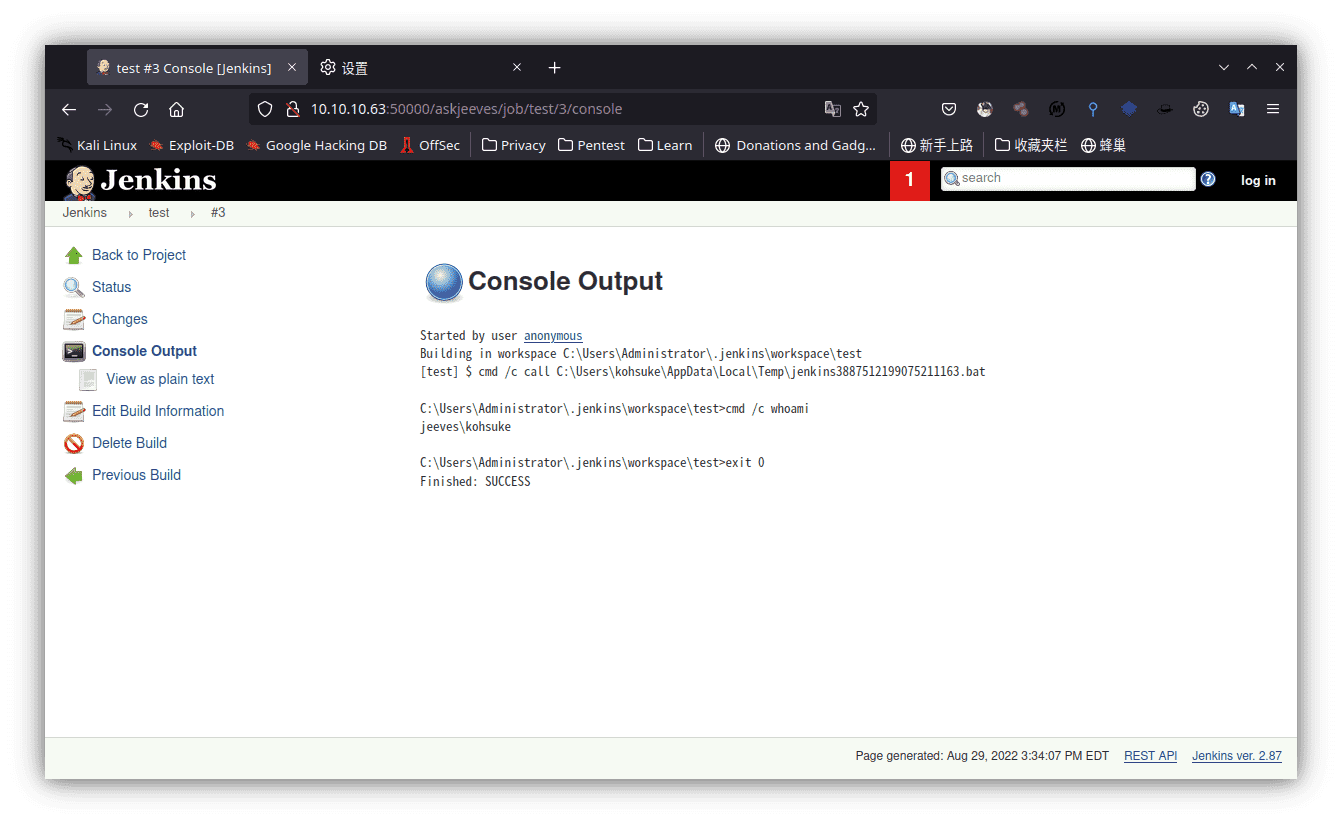 test #3 Console [Jenkins]
设置
10.10.10.63:50000/askjeeves/job/test/3/console
Kali Linux Exploit-DB Google Hacking DB OffSec Privacy Pentest Learn Donations and Gadg... 新手上路 收藏夹栏 蜂巢
Jenkins 1 search log in
Jenkins test #3
Back to Project
Status
Changes
Console Output
View as plain text
Edit Build Information
Delete Build
Previous Build
Console Output
Started by user anonymous
Building in workspace C:\Users\Administrator\.jenkins\workspace\test
[test] $ cmd /c call C:\Users\kohsuke\AppData\Local\Temp\jenkins3887512199075211163.bat
C:\Users\Administrator\.jenkins\workspace\test>cmd /c whoami
jeeves\kohsuke
C:\Users\Administrator\.jenkins\workspace\test>exit 0
Finished: SUCCESS
Page generated: Aug 29, 2022 3:34:07 PM EDT REST API Jenkins ver. 2.87